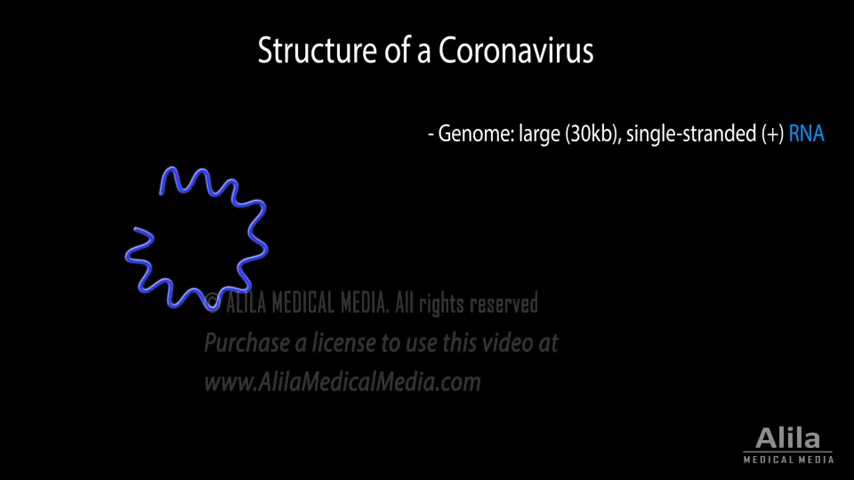 Structure of a Coronavirus
- Genome: large (30kb), single-stranded (+) RNA
© ALILA MEDICAL MEDIA. All rights reserved
Purchase a license to use this video at
www.AlilaMedicalMedia.com
Alila
MEDICAL MEDIA